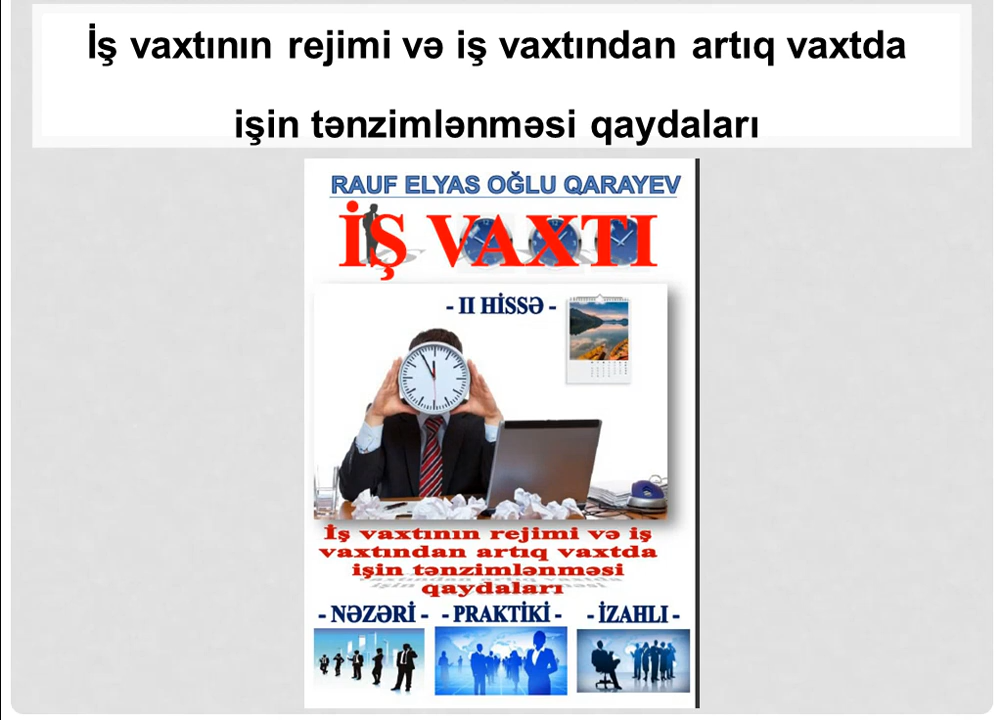 İş vaxtının rejimi və iş vaxtından artıq vaxtda
işin tənzimlənməsi qaydaları
RAUF ELYAS OĞLU QARAYEV
İŞ VAXTI
- II HİSSƏ -
İş vaxtının rejimi və iş
vaxtından artıq vaxtda
işin tənzimlənməsi
qaydaları
- NƏZƏRİ - - PRAKTİKİ - - İZAHLI -